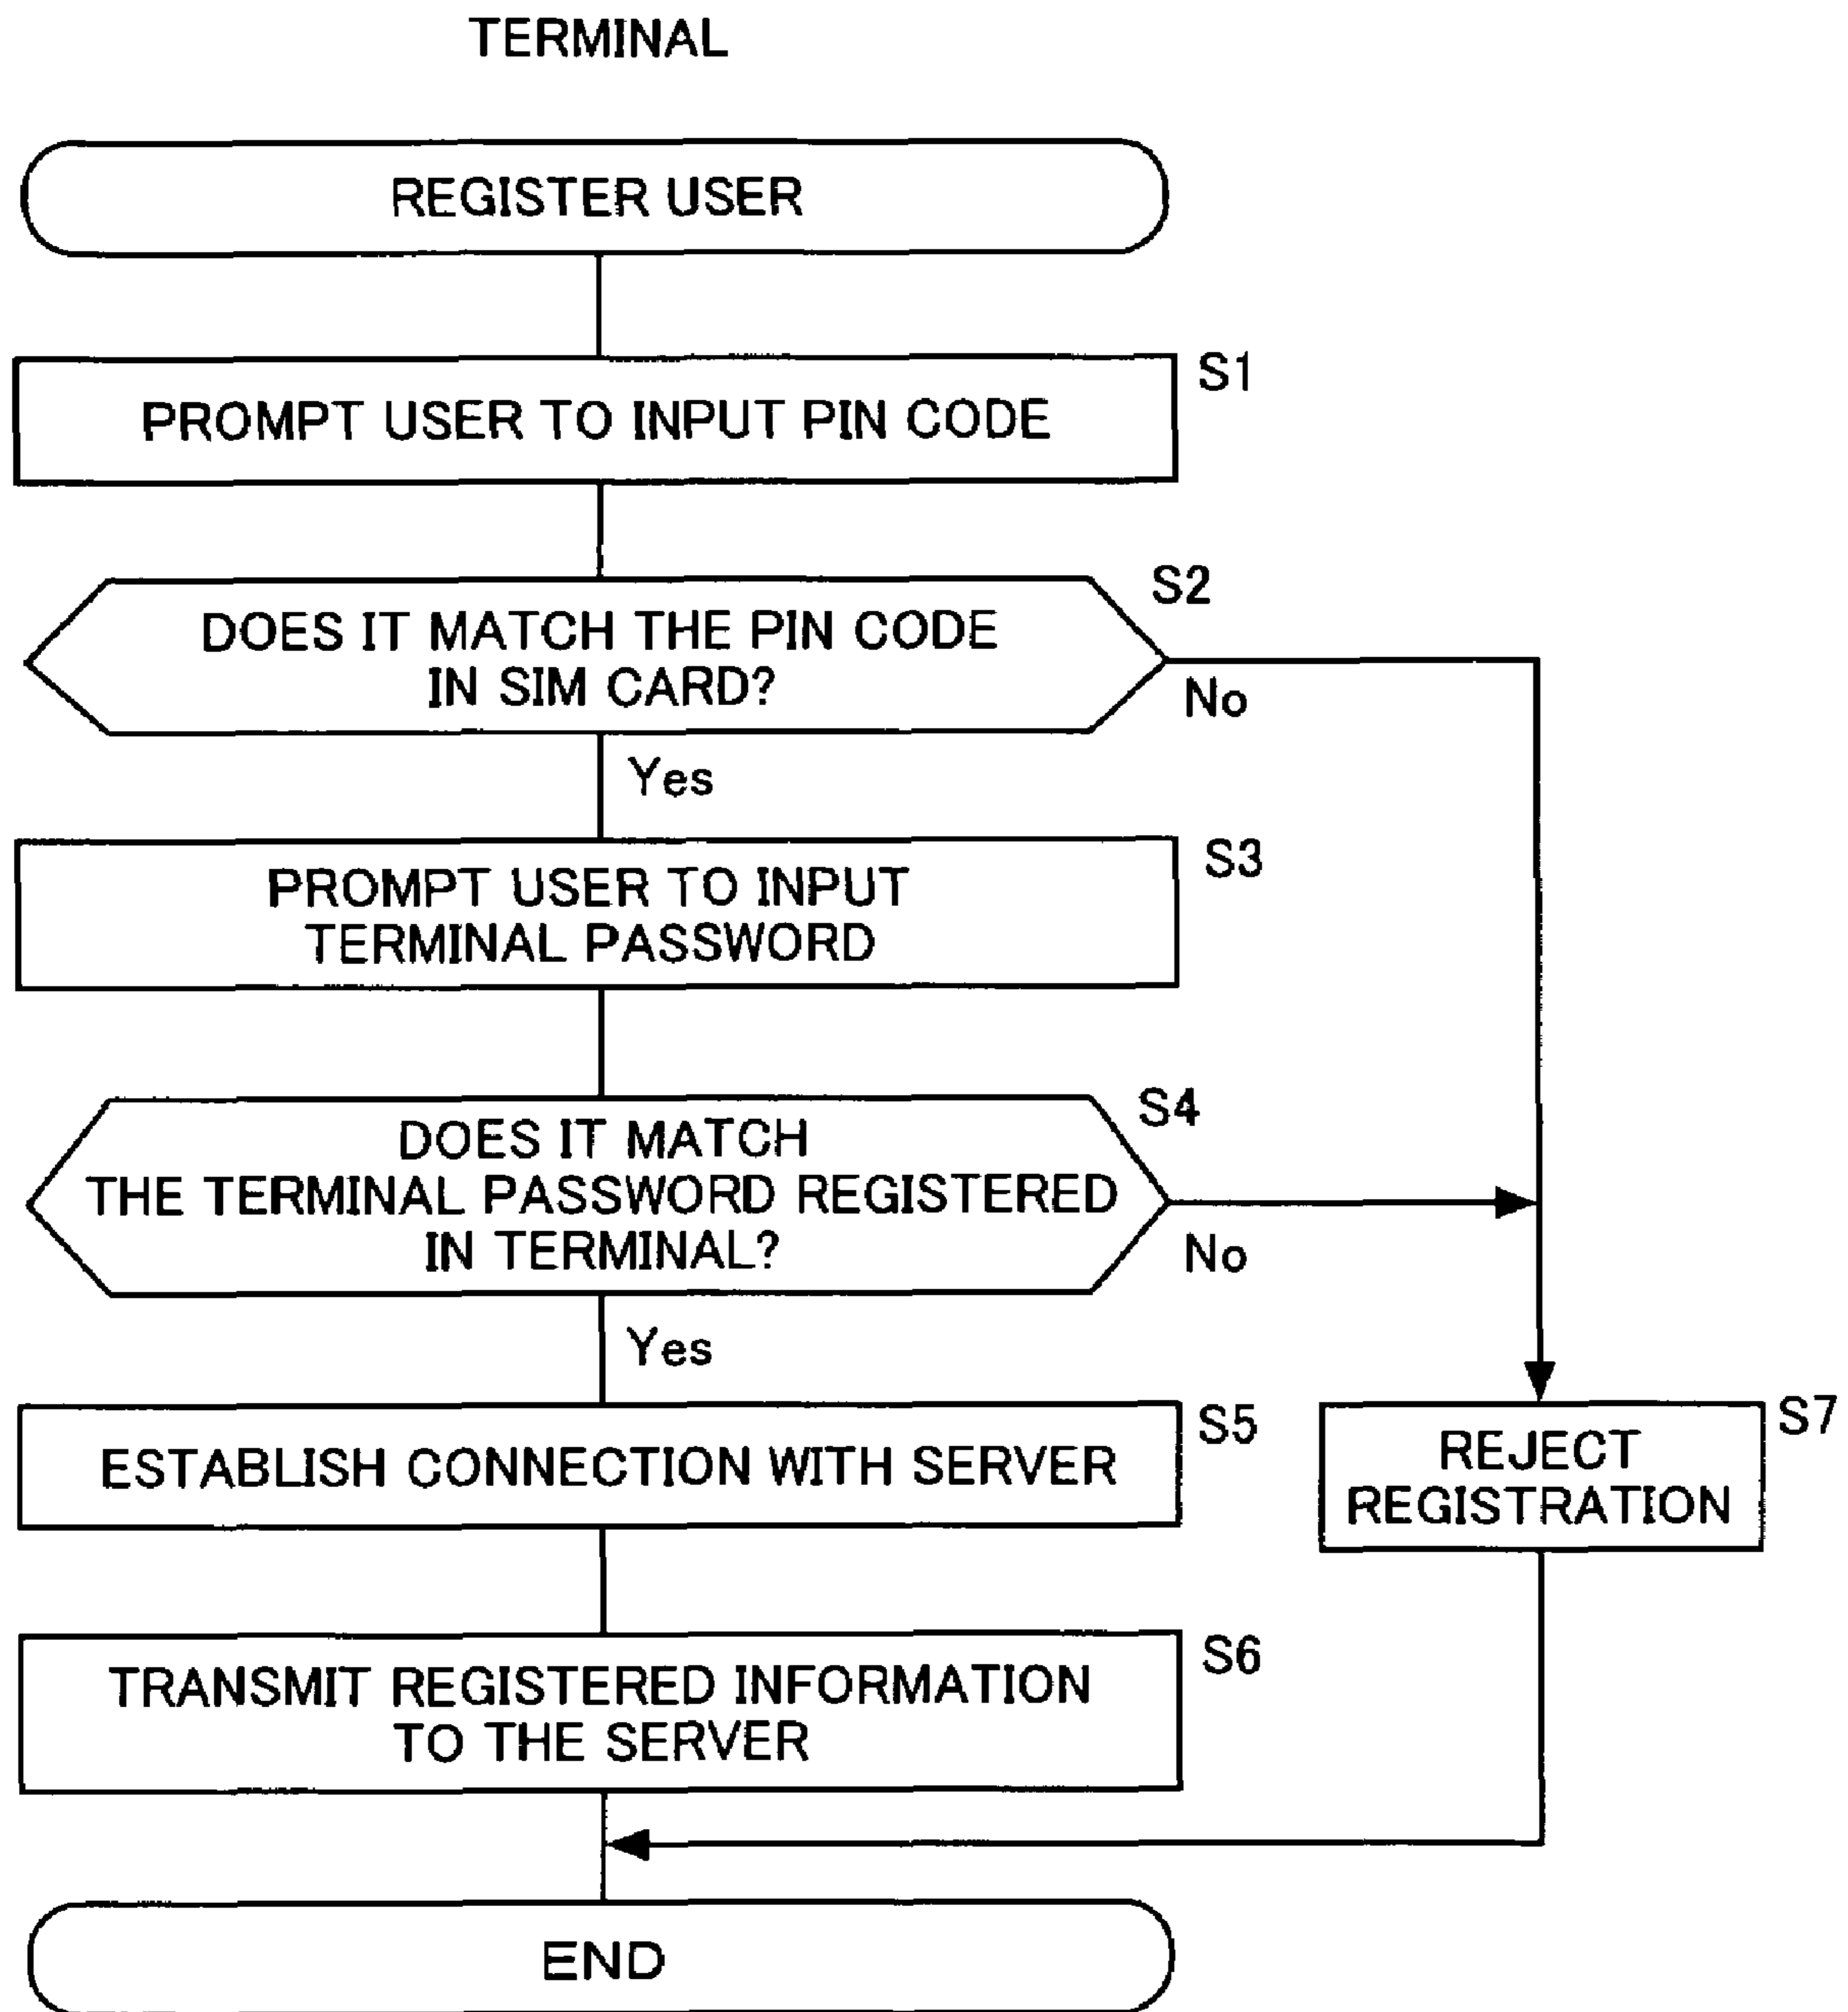 TERMINAL
REGISTER USER
S1
PROMPT USER TO INPUT PIN CODE
S2
DOES IT MATCH THE PIN CODE
IN SIM CARD?
No
Yes
S3
PROMPT USER TO INPUT
TERMINAL PASSWORD
S4
DOES IT MATCH
THE TERMINAL PASSWORD REGISTERED
IN TERMINAL?
No
Yes
S5
ESTABLISH CONNECTION WITH SERVER
S7
REJECT
REGISTRATION
S6
TRANSMIT REGISTERED INFORMATION
TO THE SERVER
END